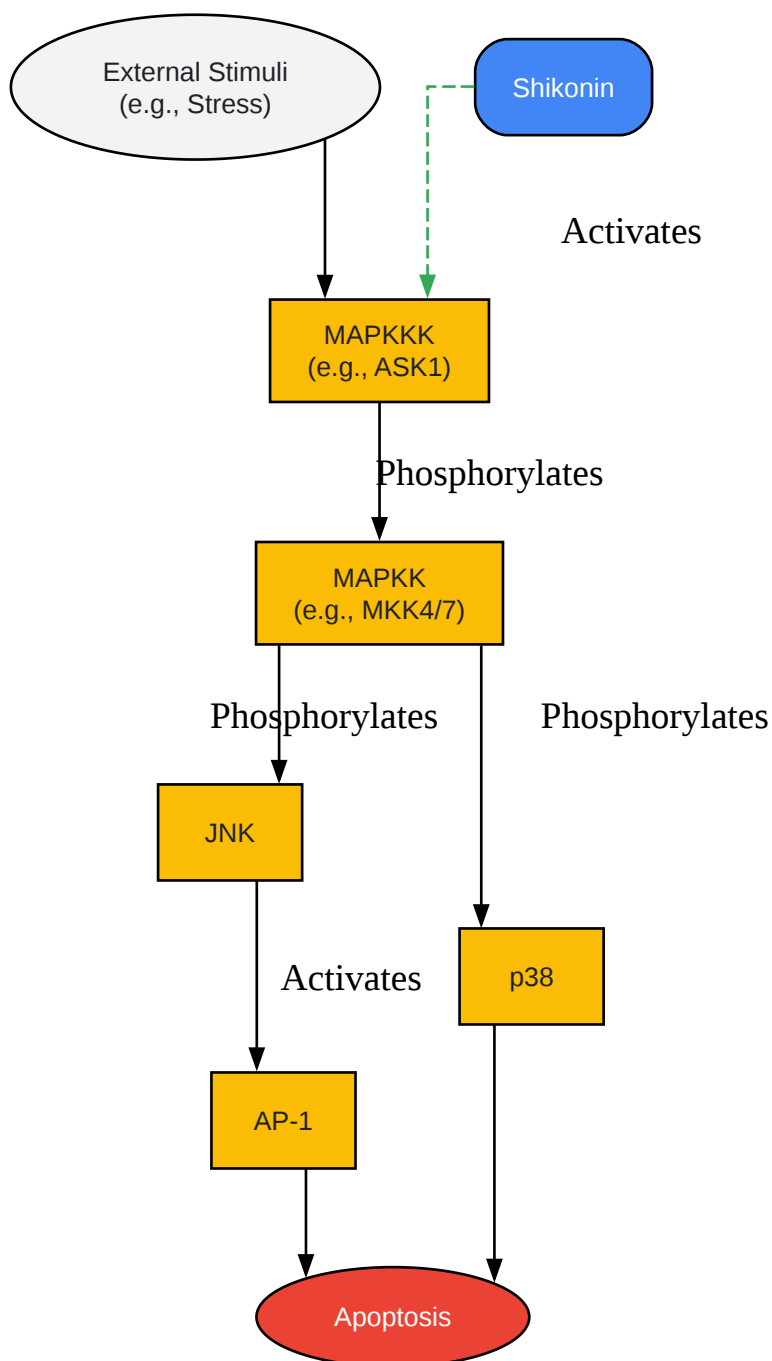 External Stimuli
(e.g., Stress)
Shikonin
Activates
MAPKKK
(e.g., ASK1)
Phosphorylates
MAPKK
(e.g., MKK4/7)
Phosphorylates
Phosphorylates
JNK
p38
Activates
AP-1
Apoptosis